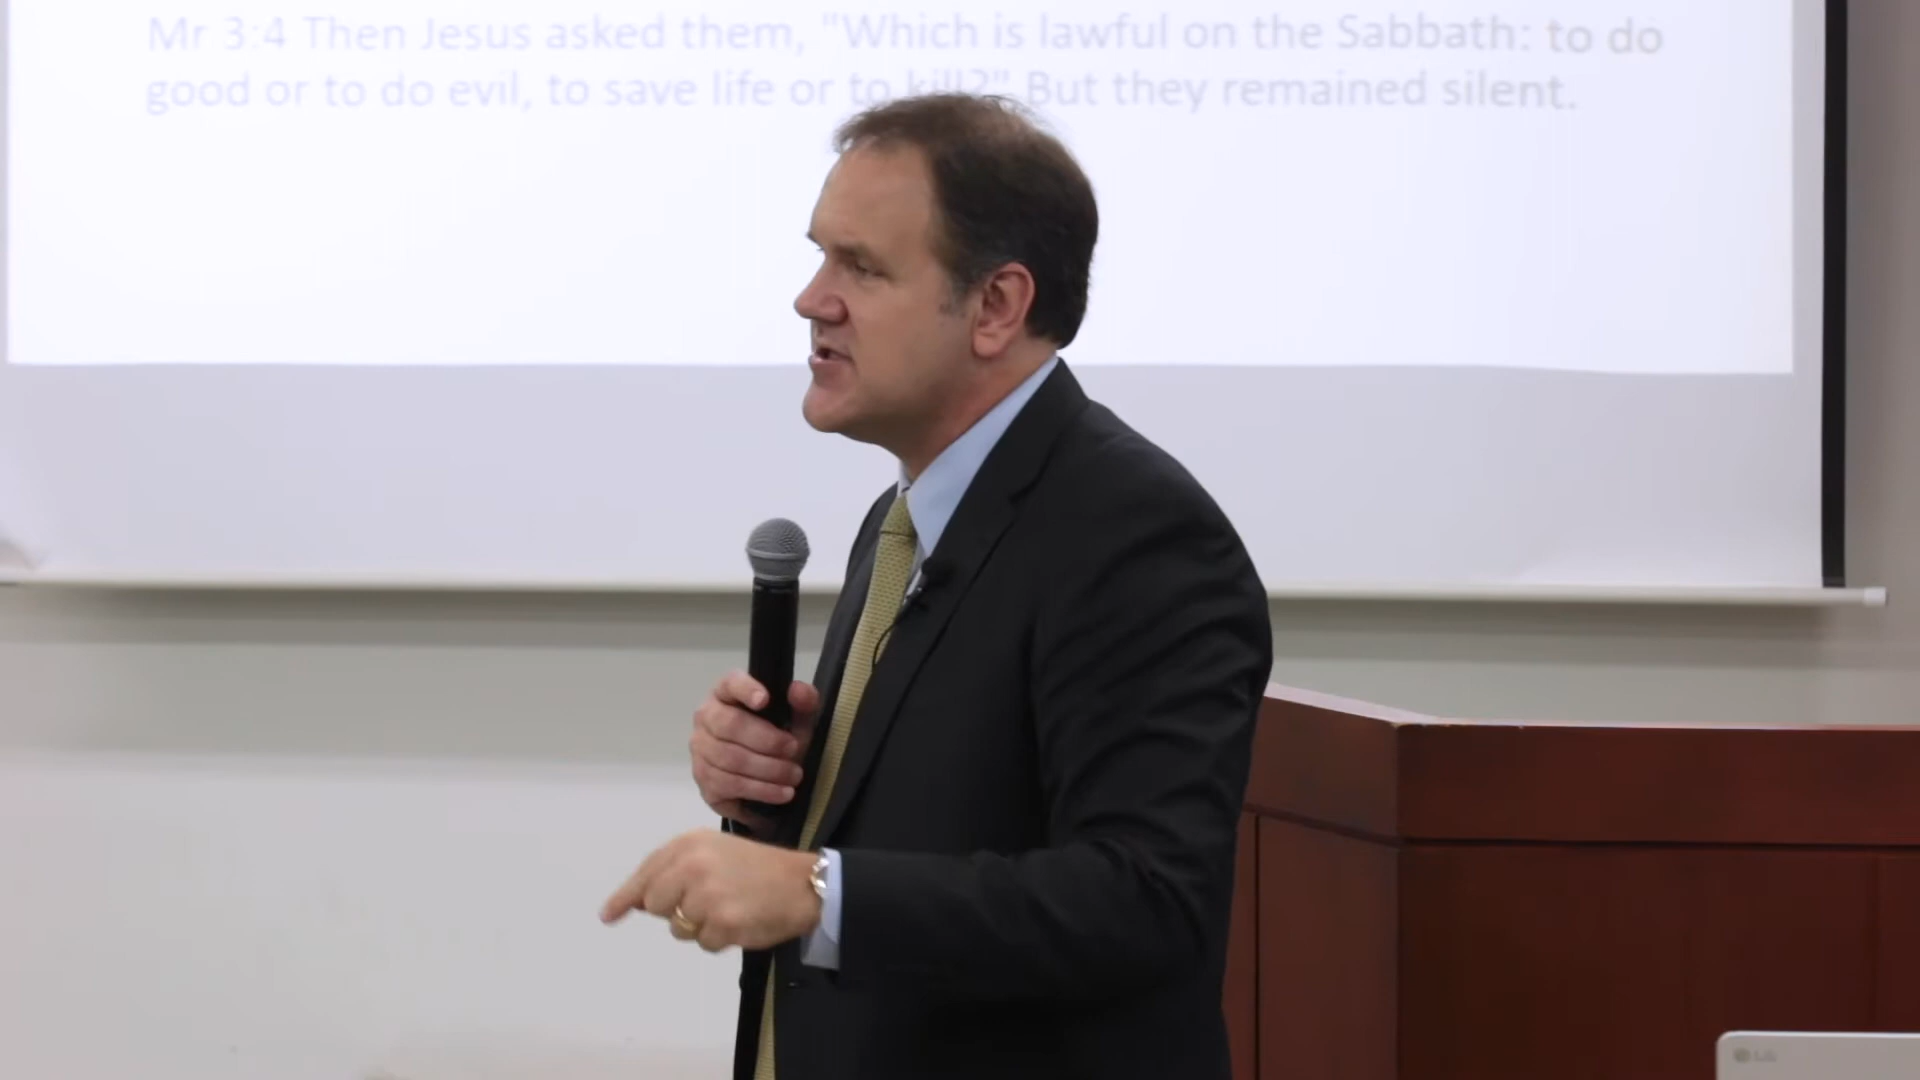 Mr 3:4 Then Jesus asked them, "Which is lawful on the Sabbath: to do
good or to do evil, to save life or to kill?" But they remained silent.
LG